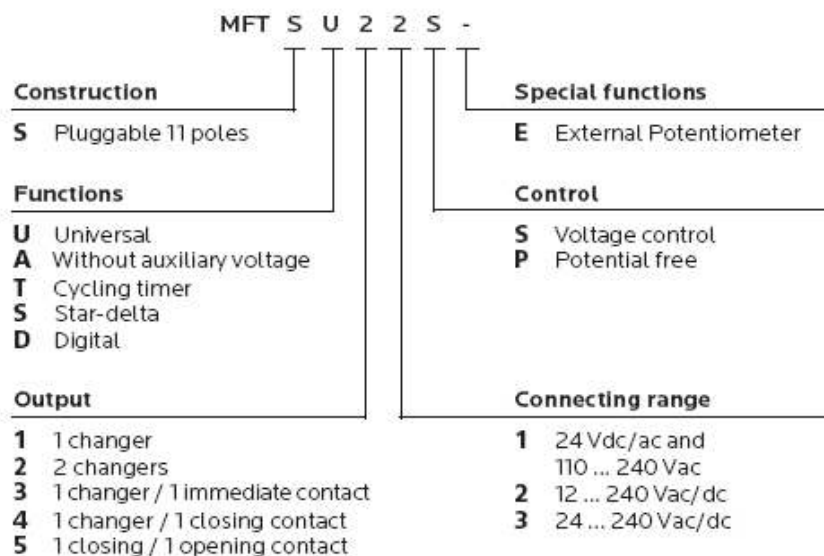 MFT S U 2 2 S -
Construction
S Pluggable 11 poles
Functions
U Universal
A Without auxiliary voltage
T Cycling timer
S Star-delta
D Digital
Output
1 1 changer
2 2 changers
3 1 changer / 1 immediate contact
4 1 changer / 1 closing contact
5 1 closing / 1 opening contact
Special functions
E External Potentiometer
Control
S Voltage control
P Potential free
Connecting range
1 24 Vdc/ac and
110 ... 240 Vac
2 12 ... 240 Vac/dc
3 24 ... 240 Vac/dc